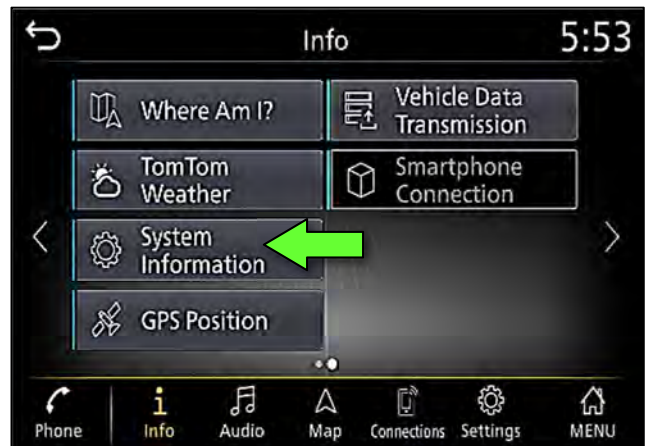 Info
5:53
Where Am I?
Vehicle Data
Transmission
TomTom
Weather
Smartphone
Connection
System
Information
GPS Position
Phone
Info
Audio
Map
Connections
Settings
MENU